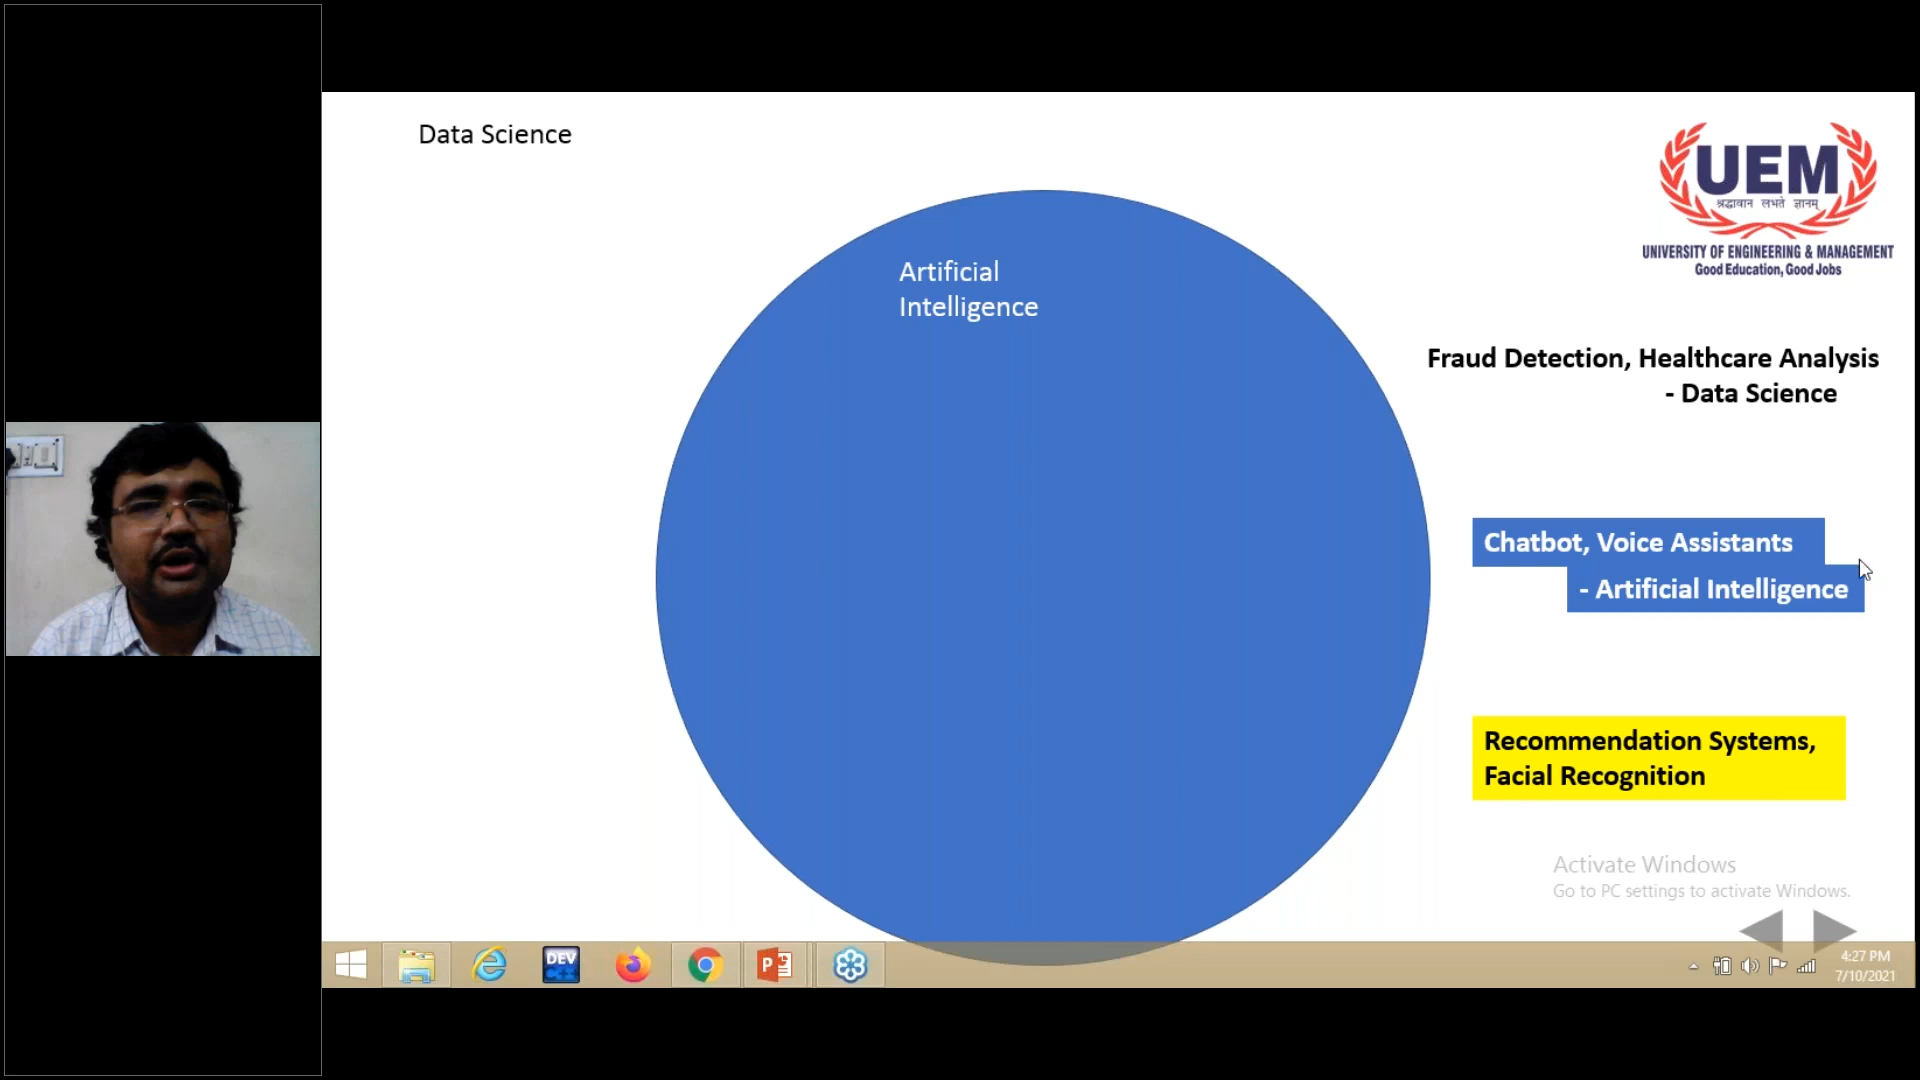 Data Science
UEM
श्रद्धावान लभते ज्ञानम्
UNIVERSITY OF ENGINEERING & MANAGEMENT
Good Education, Good Jobs
Artificial
Intelligence
Fraud Detection, Healthcare Analysis
- Data Science
Chatbot, Voice Assistants
- Artificial Intelligence
Recommendation Systems,
Facial Recognition
Activate Windows
Go to PC settings to activate Windows.
DEV
C++
P
4:27 PM
7/10/2021